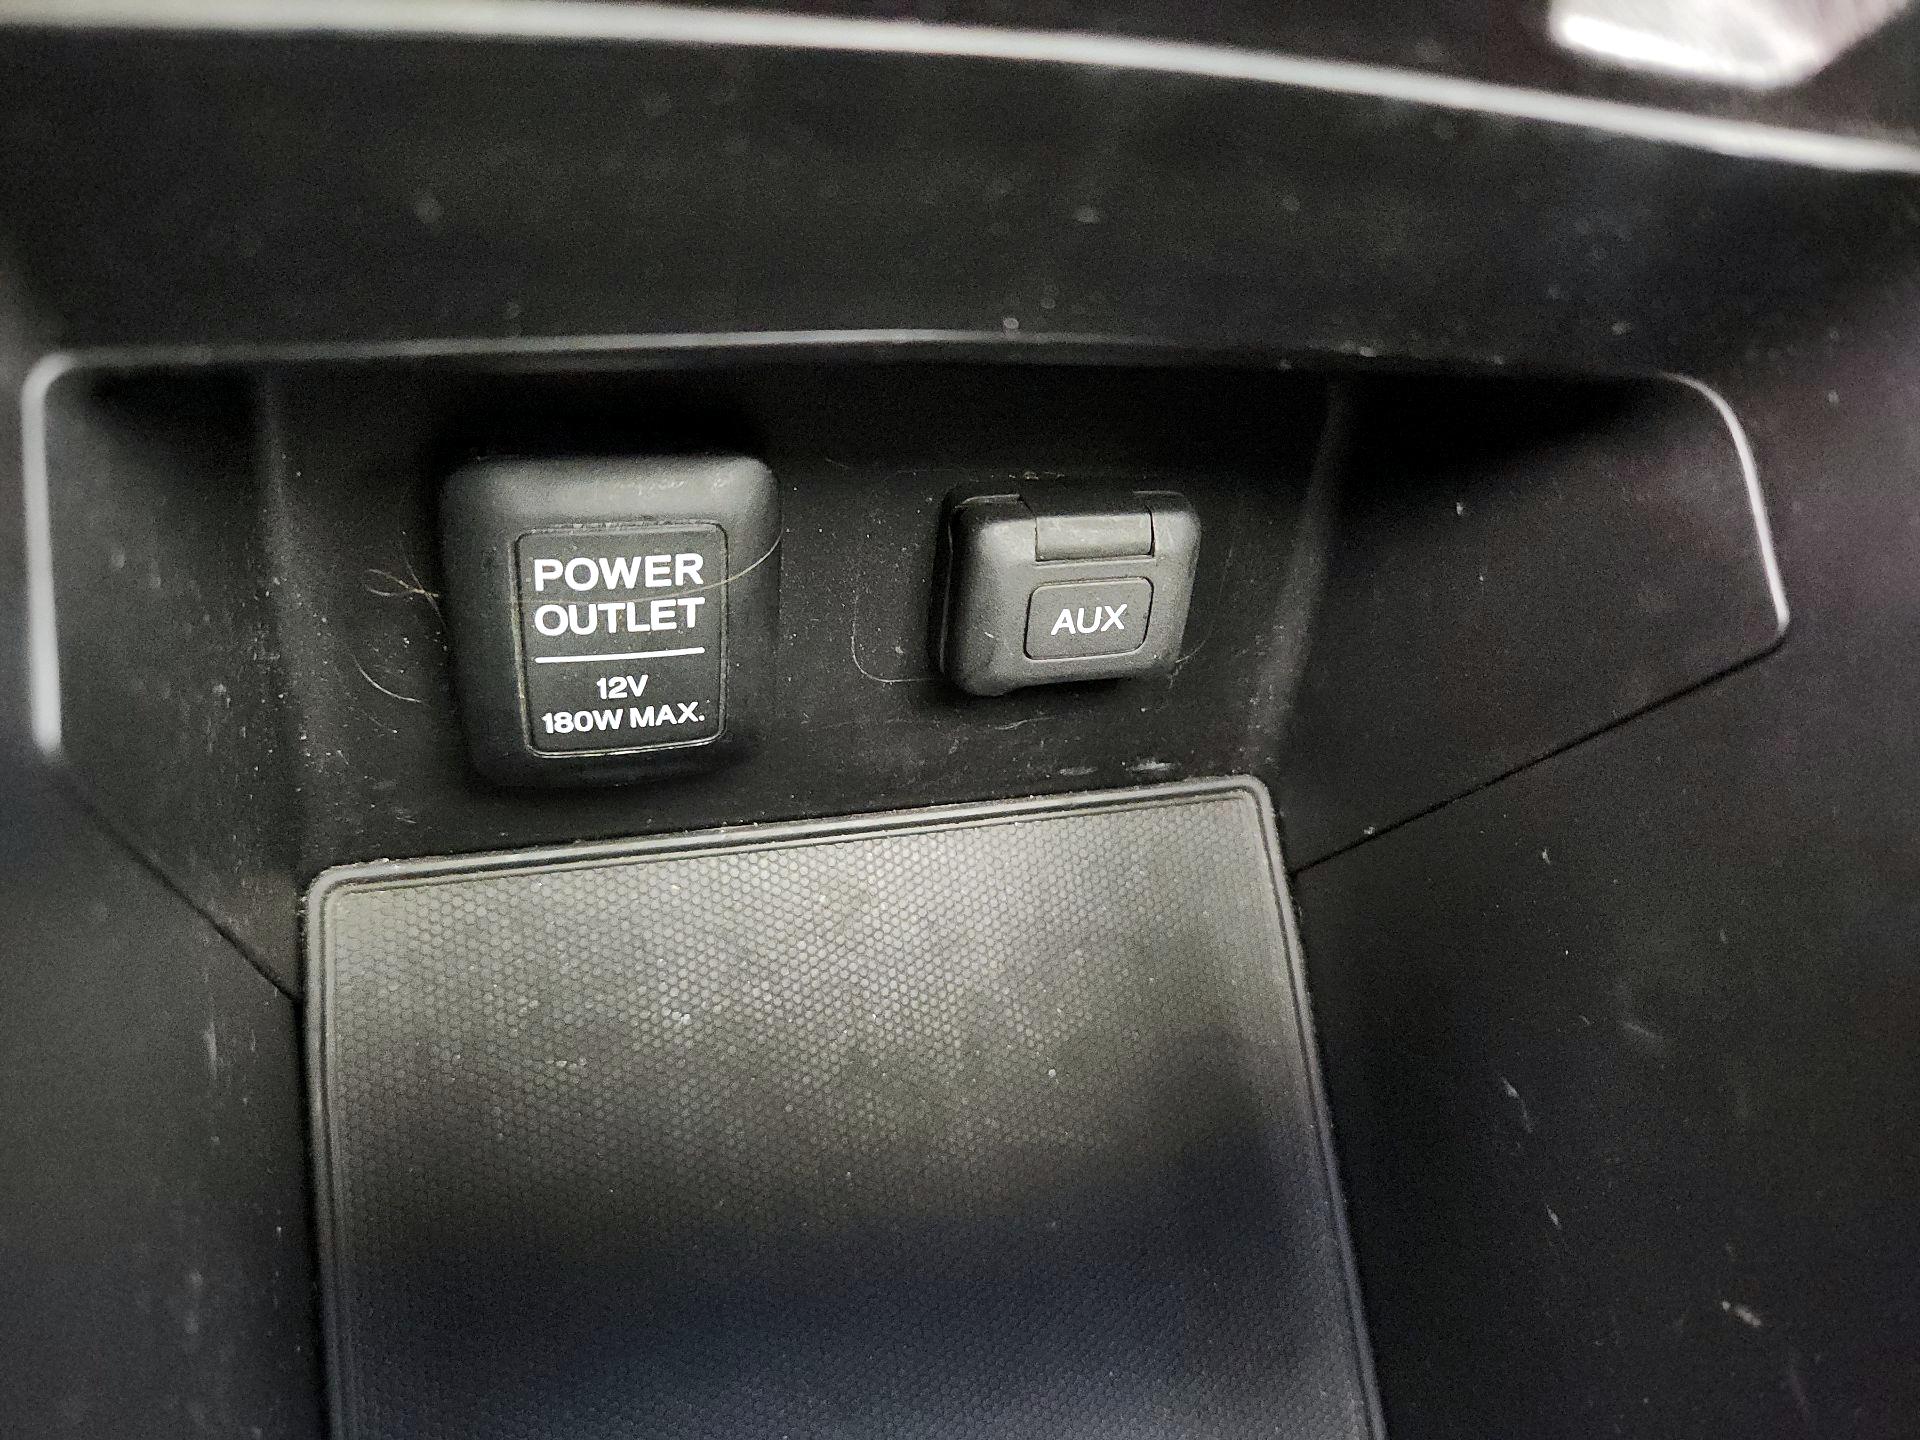 POWER
OUTLET
12V
180W MAX.
AUX